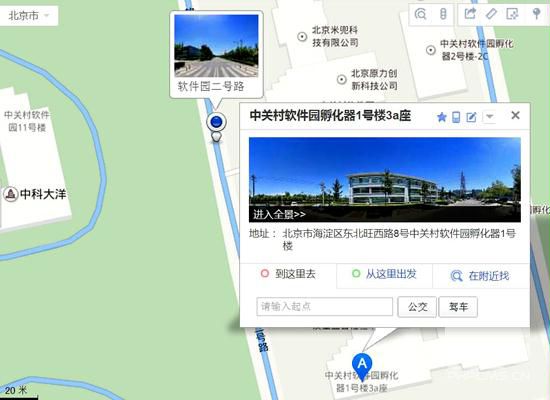 北京市
北京米兜科
技有限公司
中关村软件园孵化
器2号楼-2C
北京原力创
新科技公司
软件园二号路
中关村软件
园11号楼
中科大洋
中关村软件园孵化器1号楼3a座
进入全景>>
地址： 北京市海淀区东北旺西路8号中关村软件园孵化器1号
楼
到这里去
从这里出发
在附近找
请输入起点
公交
驾车
二号路
A
中关村软件园孵化
器1号楼3a座
20 米